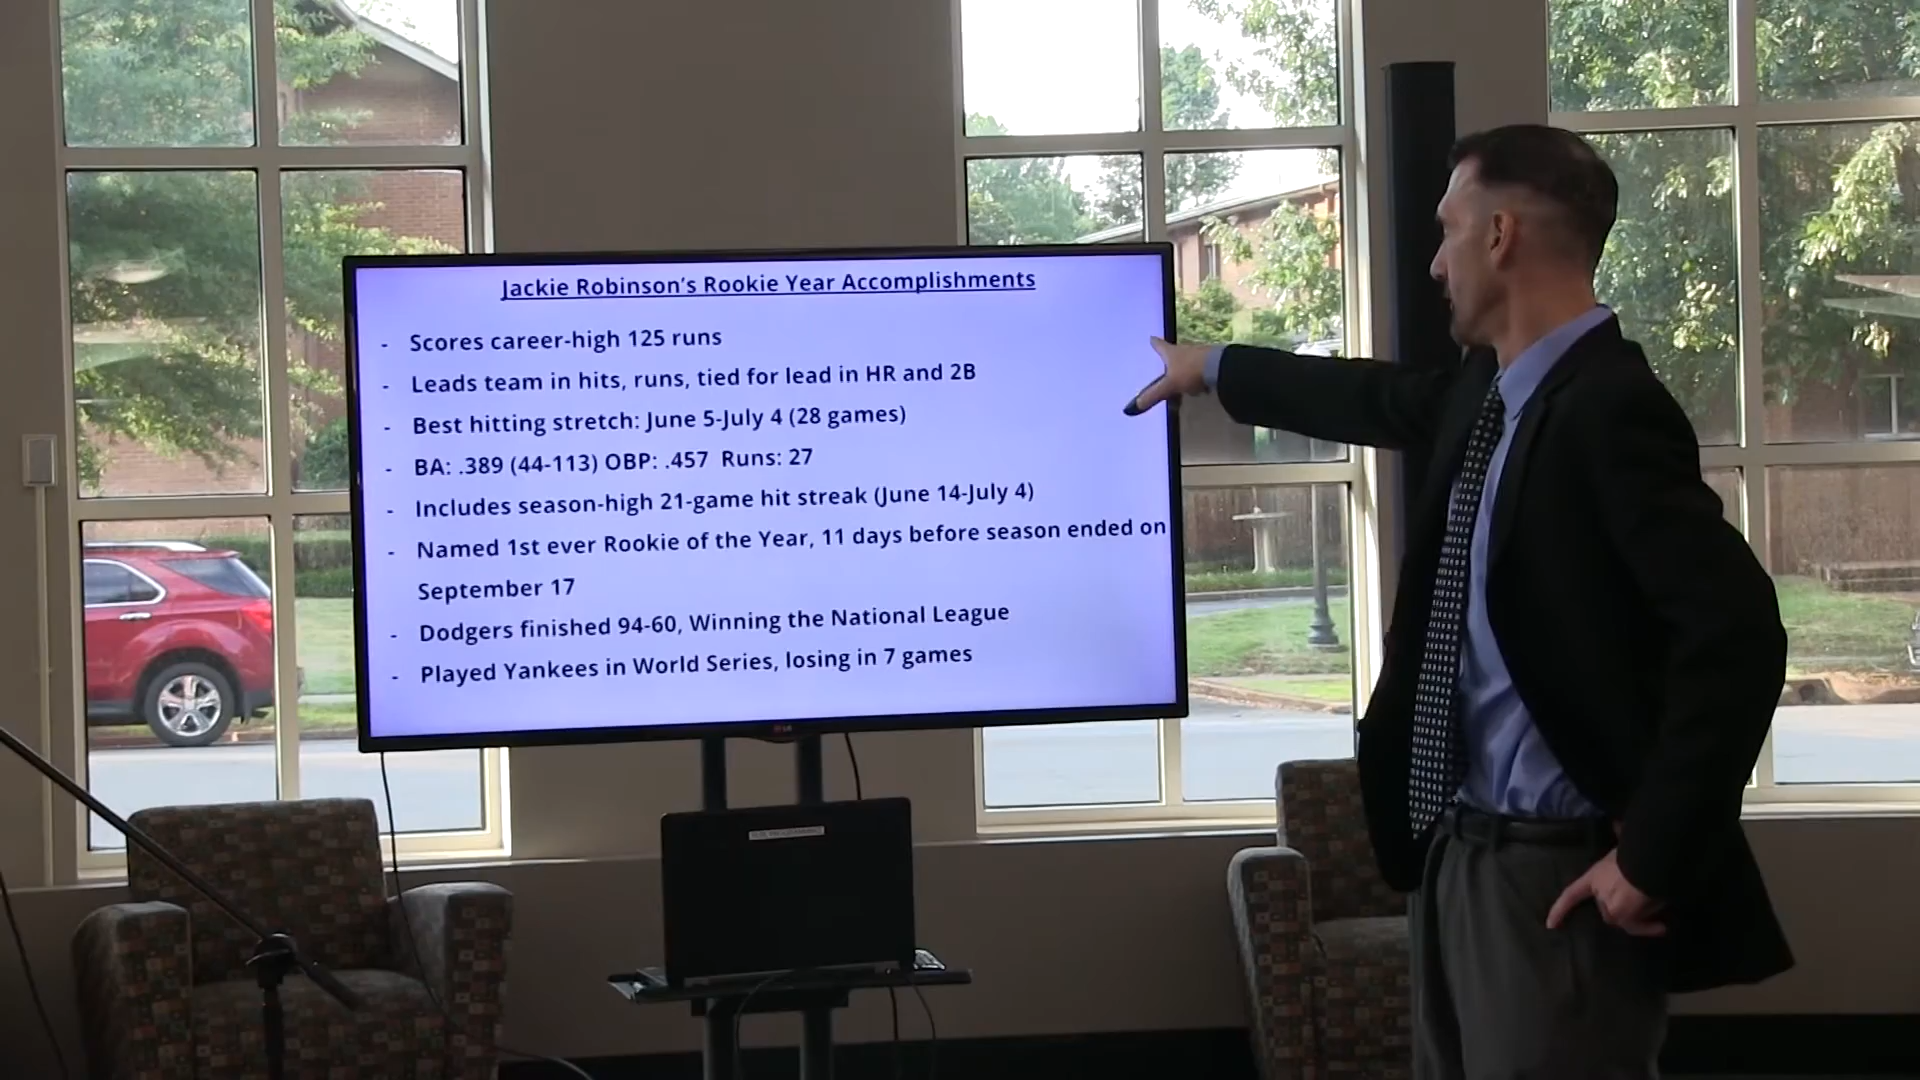 Jackie Robinson's Rookie Year Accomplishments
- Scores career-high 125 runs
- Leads team in hits, runs, tied for lead in HR and 2B
- Best hitting stretch: June 5-July 4 (28 games)
- BA: .389 (44-113) OBP: .457 Runs: 27
- Includes season-high 21-game hit streak (June 14-July 4)
- Named 1st ever Rookie of the Year, 11 days before season ended on
September 17
- Dodgers finished 94-60, Winning the National League
- Played Yankees in World Series, losing in 7 games